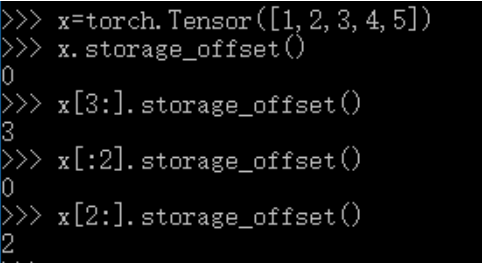 >>> x=torch.Tensor([1,2,3,4,5])
>>> x.storage_offset()
0
>>> x[3:].storage_offset()
3
>>> x[:2].storage_offset()
0
>>> x[2:].storage_offset()
2